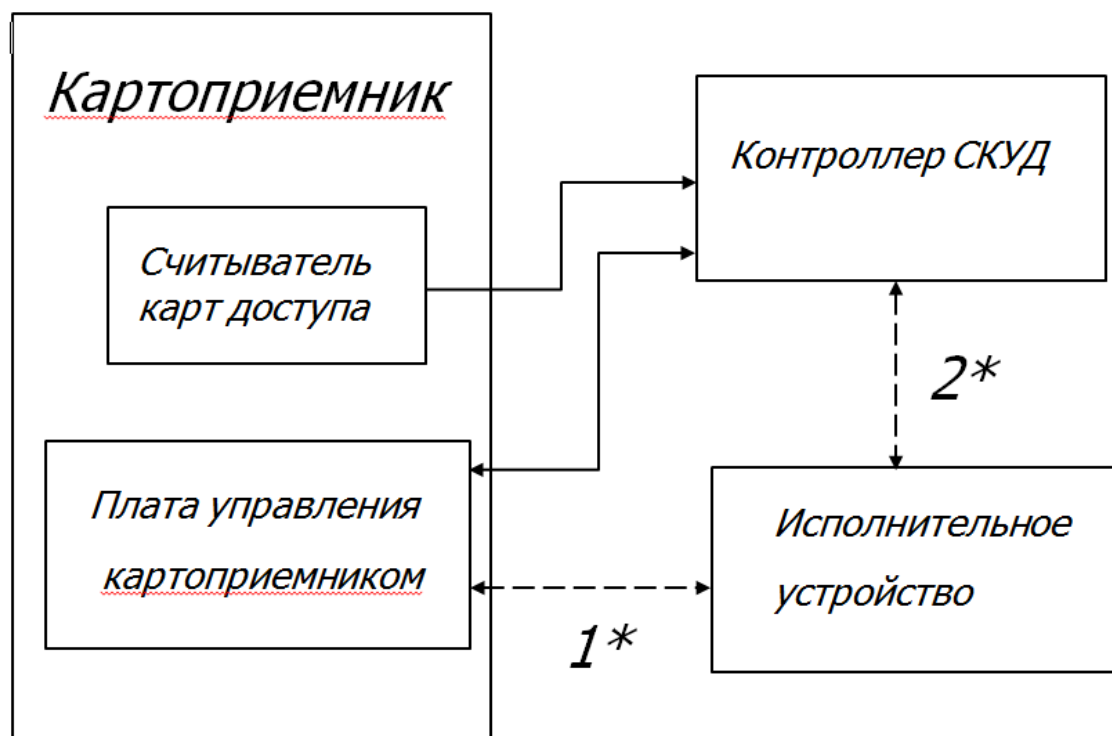 Картоприемник
Контроллер СКУД
Считыватель
карт доступа
2*
Плата управления
картоприемником
Исполнительное
устройство
1*